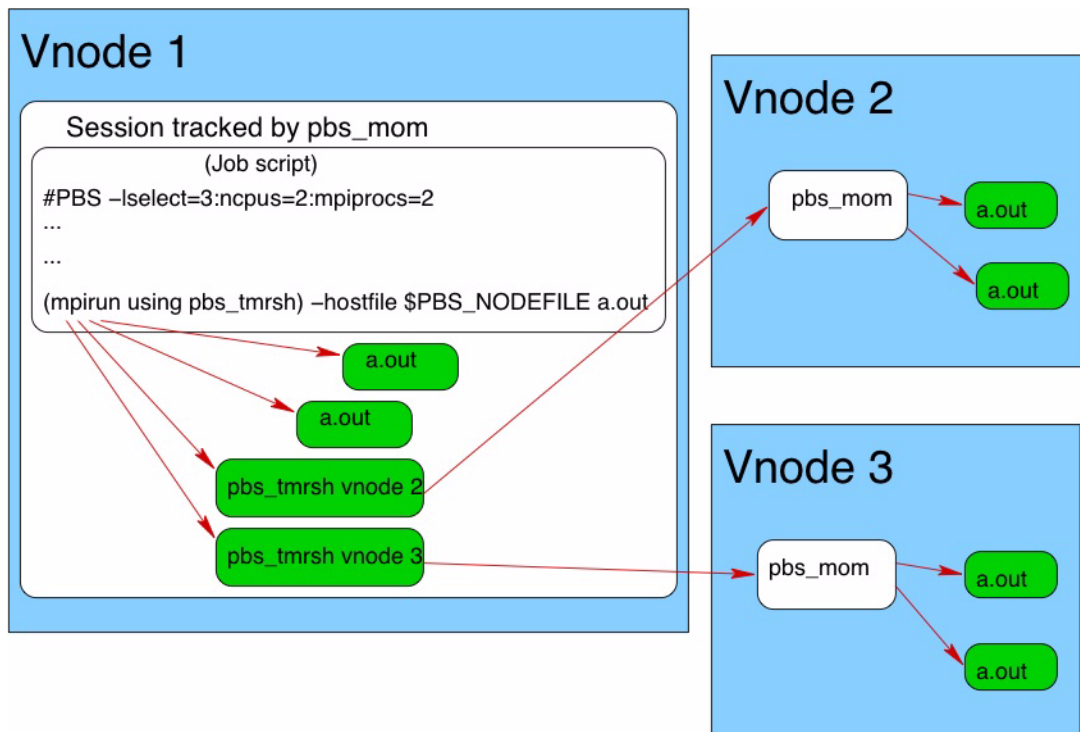 Vnode 1
Session tracked by pbs_mom
(Job script)
#PBS –lselect=3:ncpus=2:mpiprocs=2
...
...
(mpirun using pbs_tmrsh) –hostfile $PBS_NODEFILE a.out
a.out
a.out
pbs_tmrsh vnode 2
pbs_tmrsh vnode 3
Vnode 2
pbs_mom
a.out
a.out
Vnode 3
pbs_mom
a.out
a.out